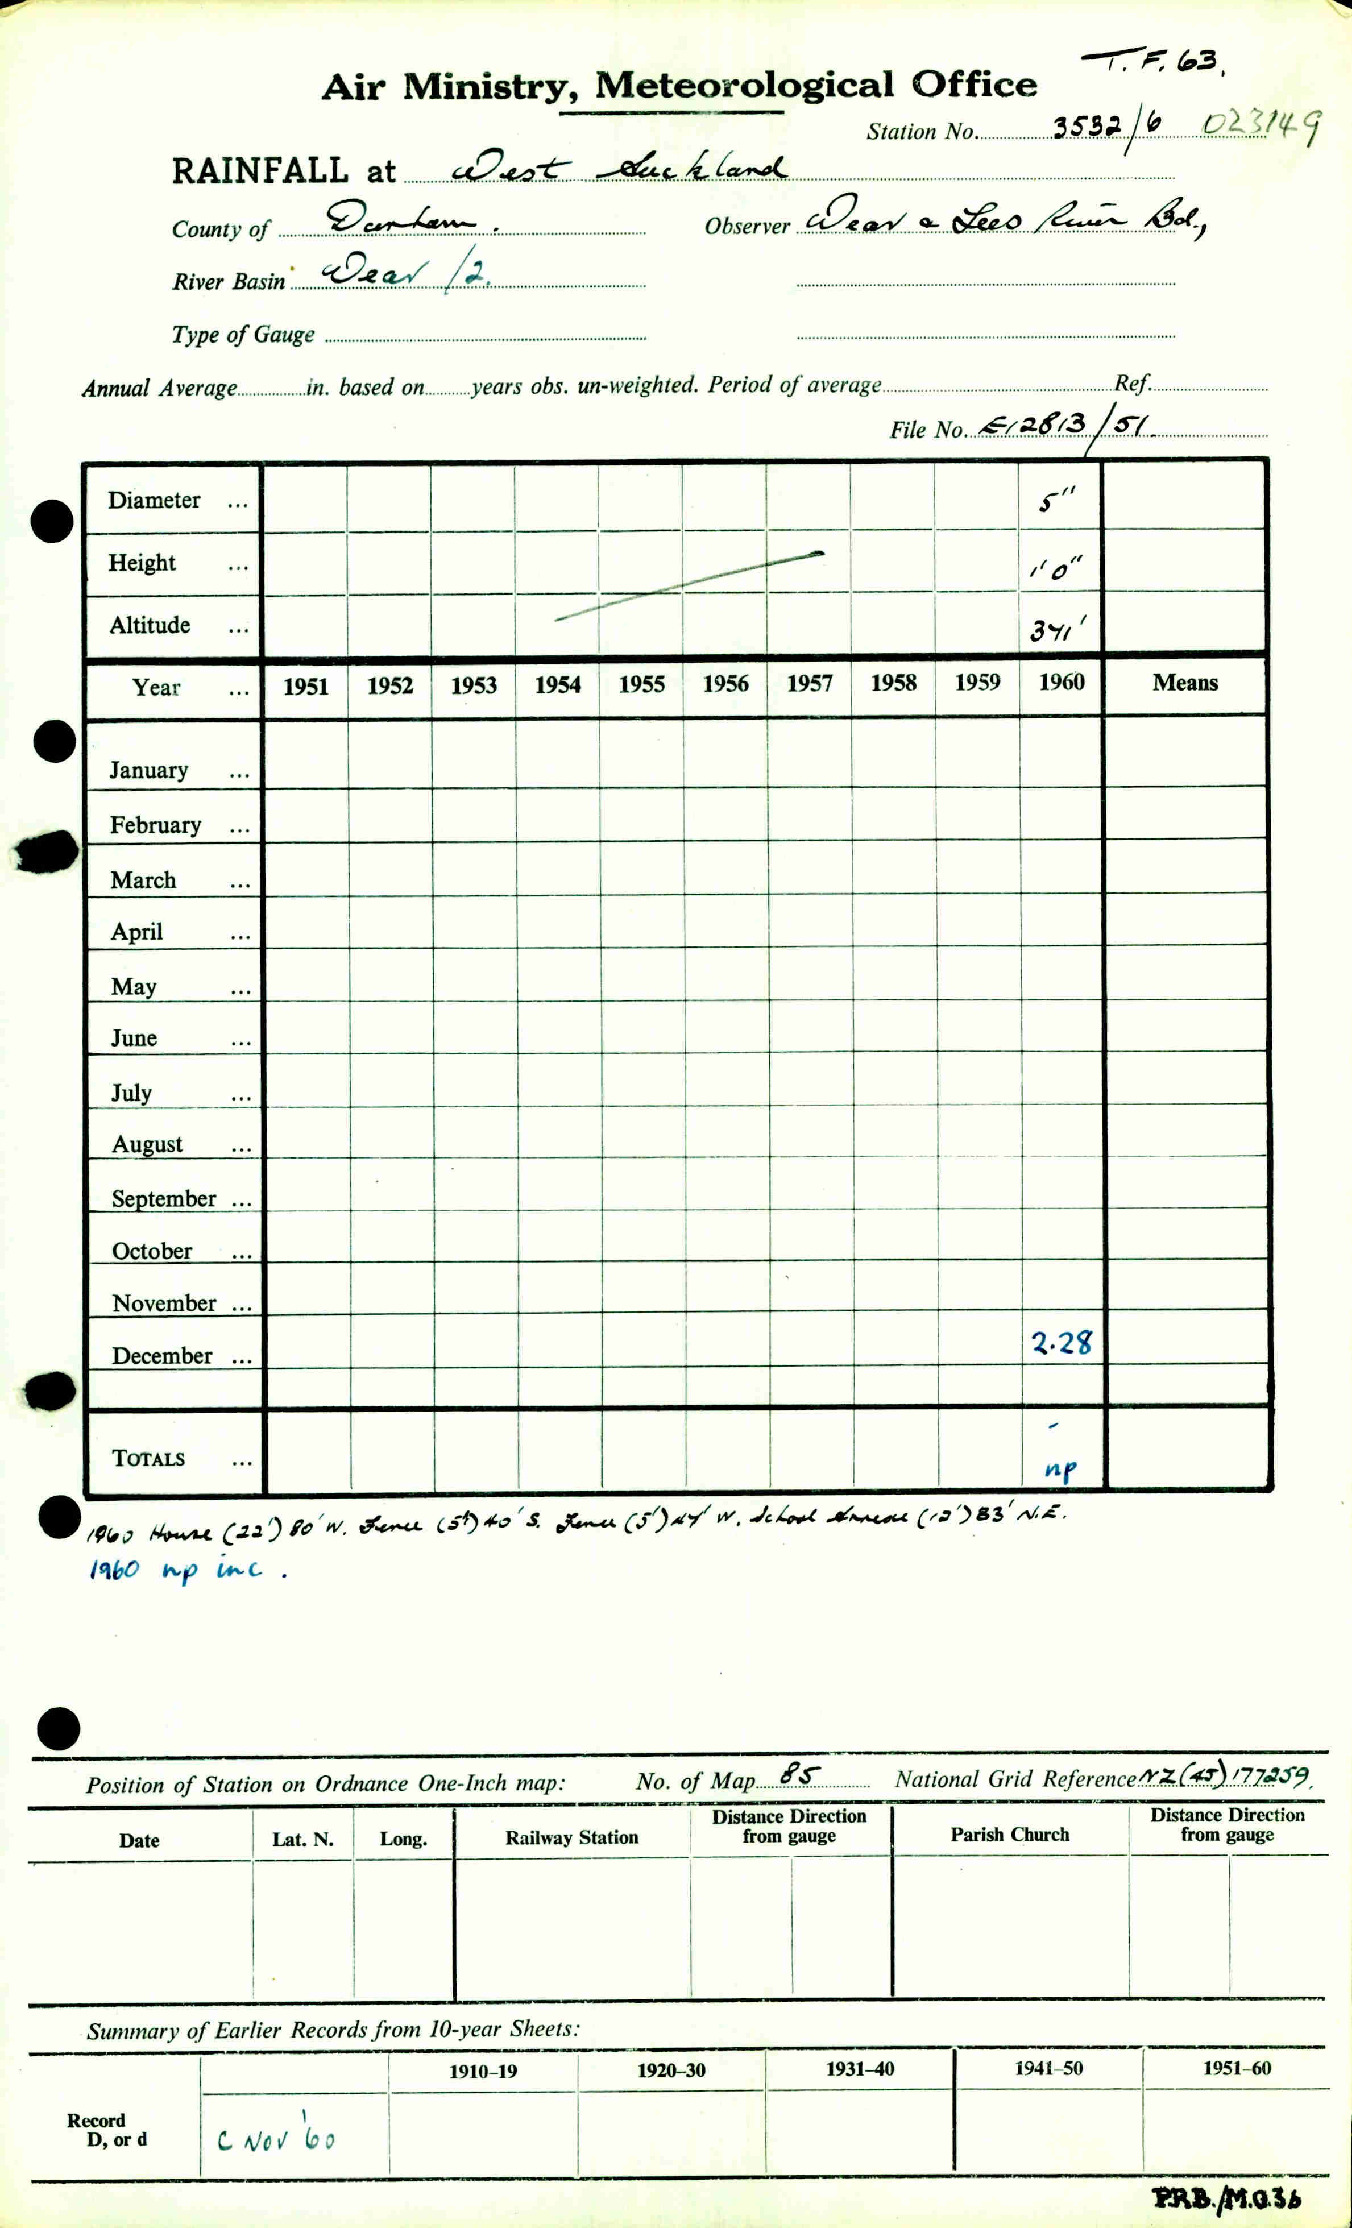 T. F. 63.
Air Ministry, Meteorological Office
Station No. 3532/6 023149
RAINFALL at West Auckland
County of Durham. Observer Wear & Tees River Bd.,
River Basin Wear /2.
Type of Gauge
Annual Average in. based on years obs. un-weighted. Period of average Ref.
File No. E12813/51.
Diameter ... 5"
Height ... 1'0"
Altitude ... 341'
Year ... 1951 1952 1953 1954 1955 1956 1957 1958 1959 1960 Means
January ...
February ...
March ...
April ...
May ...
June ...
July ...
August ...
September ...
October ...
November ...
December ... 2.28
-
TOTALS ... np
1960 House (22') 80' W. Fence (5') 40' S. Fence (5') 44' W. School Annexe (12') 83' N.E.
1960 np inc.
Position of Station on Ordnance One-Inch map: No. of Map 85 National Grid Reference NZ(45)177259.
Date Lat. N. Long. Railway Station Distance Direction from gauge Parish Church Distance Direction from gauge
Summary of Earlier Records from 10-year Sheets:
1910–19 1920–30 1931–40 1941–50 1951–60
Record
D, or d C Nov '60
P.R.B./M.O.36